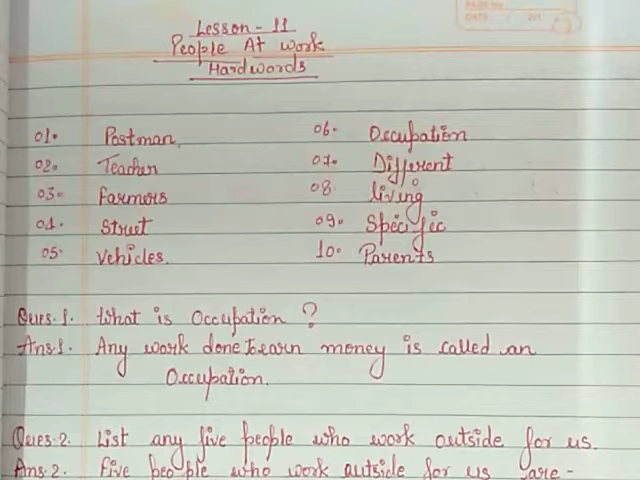 PAGE No.
DATE
Lesson - 11
People At work
Hardwords
01. Postman
02. Teacher
03. Farmers
04. Street
05. Vehicles.
06. Occupation
07. Different
08. living
09. Specific
10. Parents
Ques.1. What is Occupation ?
Ans.1. Any work done to earn money is called an
Occupation.
Ques.2. List any five people who work outside for us.
Ans.2. Five people who work outside for us are-